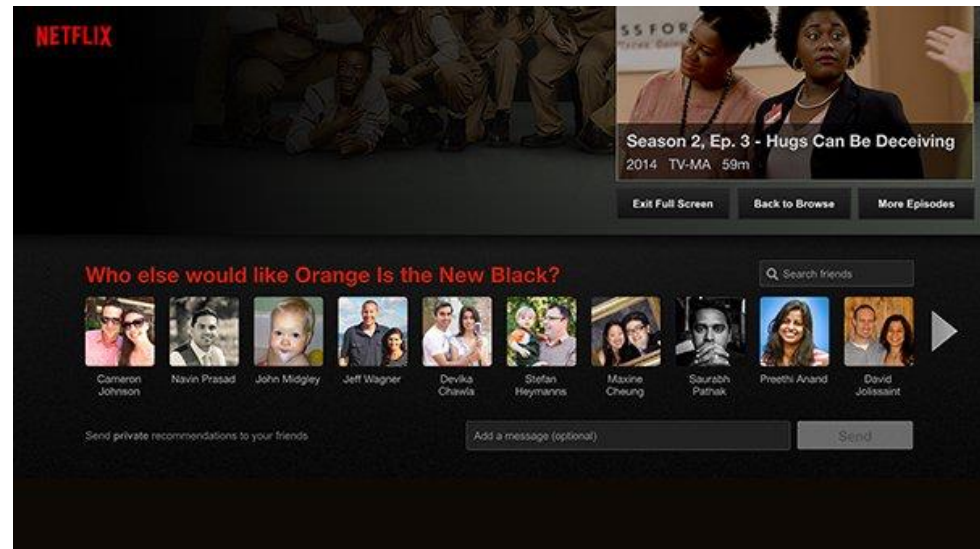 NETFLIX
SS FOR
Season 2, Ep. 3 - Hugs Can Be Deceiving
2014 TV-MA 59m
Exit Full Screen
Back to Browse
More Episodes
Who else would like Orange Is the New Black?
Search friends
Cameron Johnson
Navin Prasad
John Midgley
Jeff Wagner
Devika Chawla
Stefan Heymanns
Maxine Cheung
Saurabh Pathak
Preethi Anand
David Jolissaint
Send private recommendations to your friends
Add a message (optional)
Send